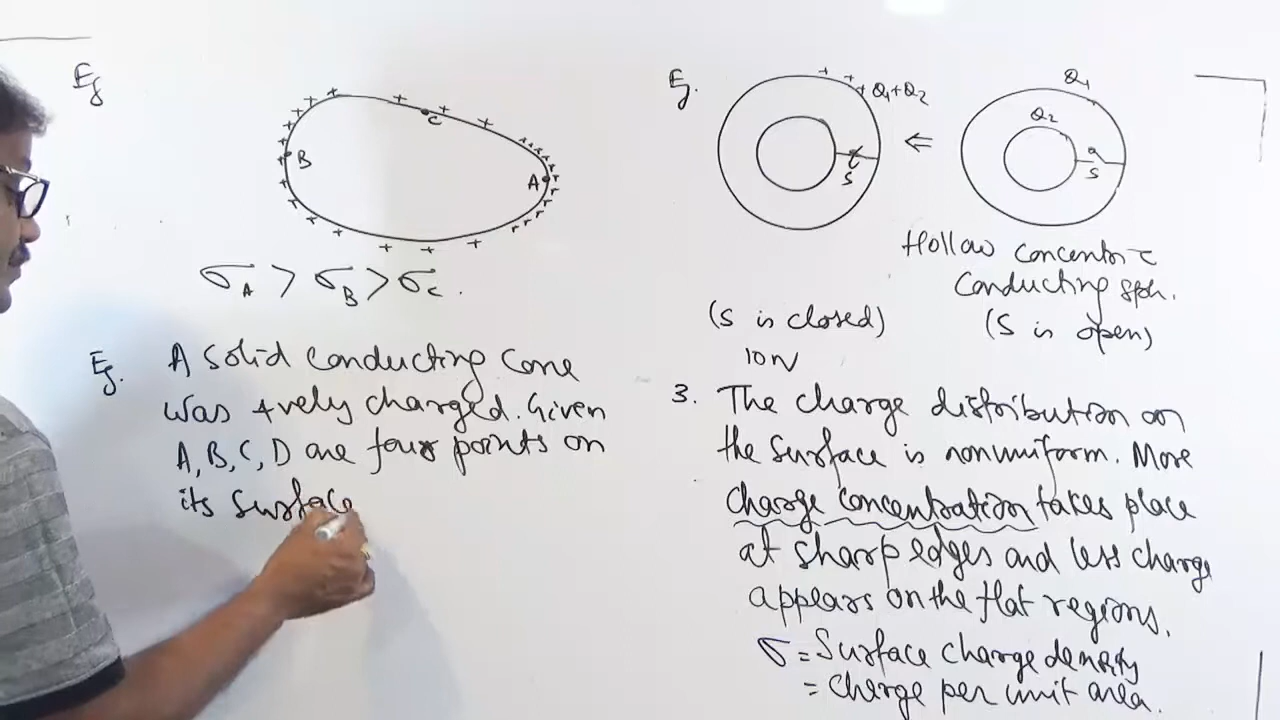 Eg
+ + + + + + + + +
C
B
A
σA > σB > σC.
Eg. A solid conducting Cone
was +vely charged. Given
A, B, C, D are four points on
its surface
Eg.
+ + + Q1+Q2
S
⇐
Q1
Q2
S
Hollow concentric
Conducting sph.
(S is closed)
(S is open)
ION
3. The charge distribution on
the surface is nonuniform. More
charge concentration takes place
at sharp edges and less charge
appears on the flat regions.
σ = Surface charge density
= charge per unit area.